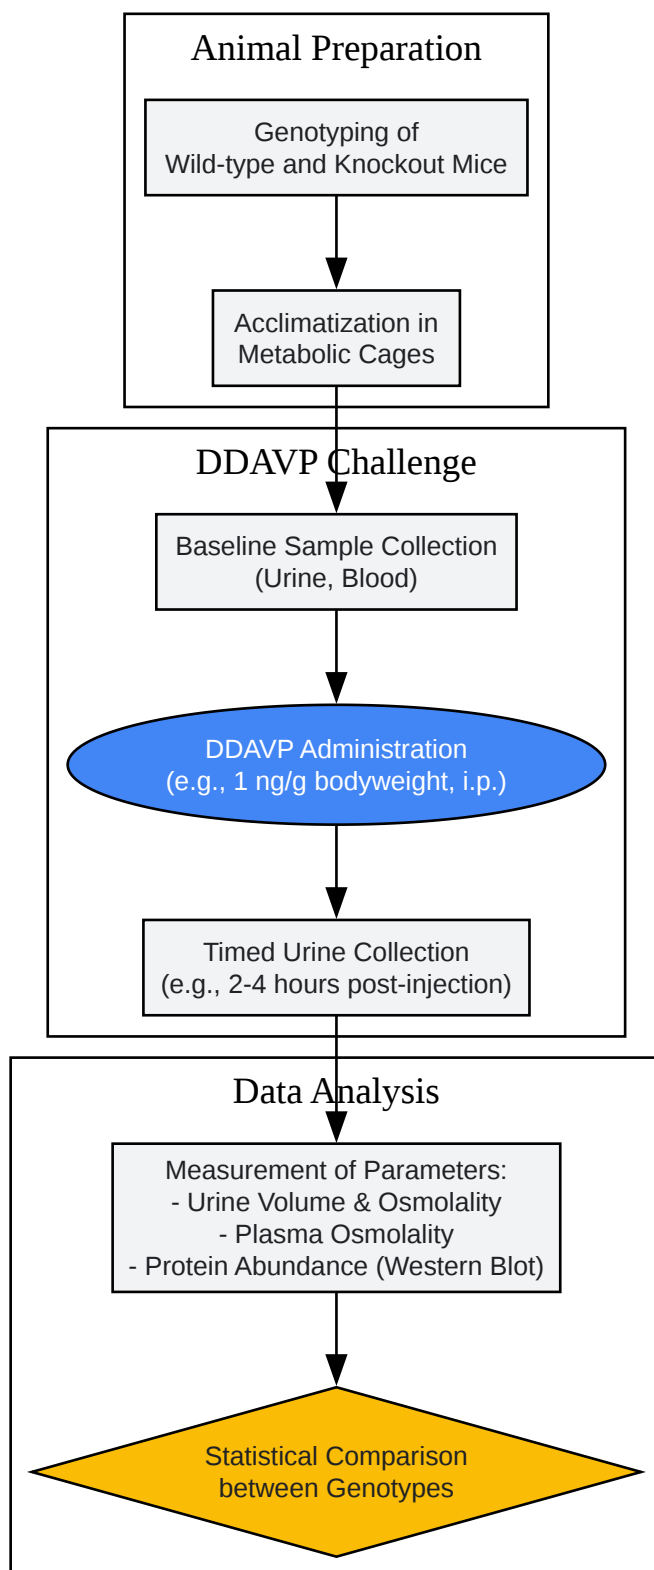 Animal Preparation
Genotyping of
Wild-type and Knockout Mice
Acclimatization in
Metabolic Cages
DDAVP Challenge
Baseline Sample Collection
(Urine, Blood)
DDAVP Administration
(e.g., 1 ng/g bodyweight, i.p.)
Timed Urine Collection
(e.g., 2-4 hours post-injection)
Data Analysis
Measurement of Parameters:
- Urine Volume & Osmolality
- Plasma Osmolality
- Protein Abundance (Western Blot)
Statistical Comparison
between Genotypes